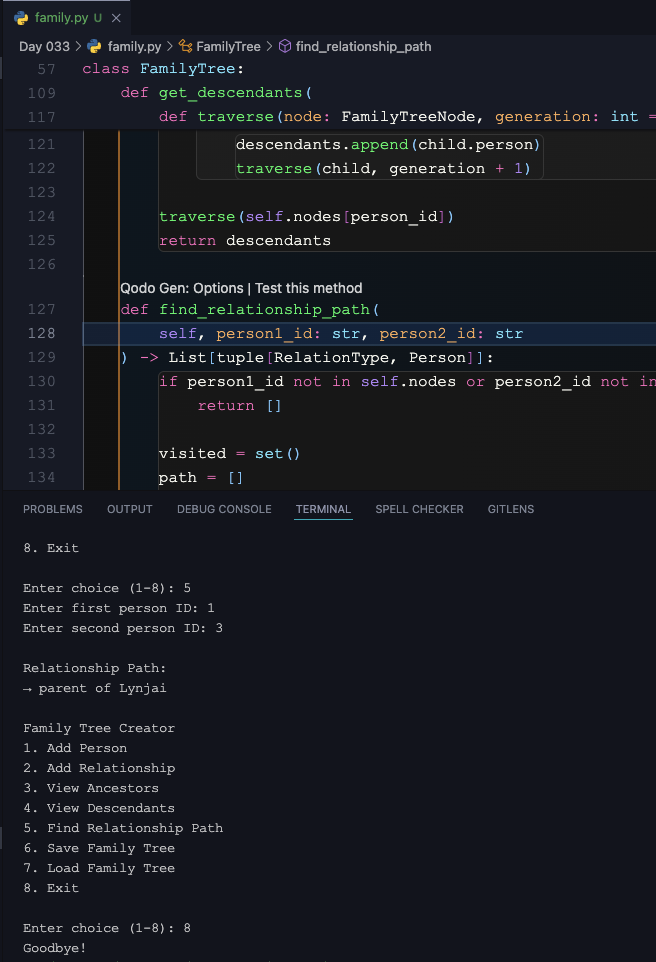 family.py U ×
Day 033 > family.py > FamilyTree > find_relationship_path
57 class FamilyTree:
109 def get_descendants(
117 def traverse(node: FamilyTreeNode, generation: int =
121 descendants.append(child.person)
122 traverse(child, generation + 1)
123
124 traverse(self.nodes[person_id])
125 return descendants
126
Qodo Gen: Options | Test this method
127 def find_relationship_path(
128 self, person1_id: str, person2_id: str
129 ) -> List[tuple[RelationType, Person]]:
130 if person1_id not in self.nodes or person2_id not in
131 return []
132
133 visited = set()
134 path = []
PROBLEMS OUTPUT DEBUG CONSOLE TERMINAL SPELL CHECKER GITLENS
8. Exit
Enter choice (1-8): 5
Enter first person ID: 1
Enter second person ID: 3
Relationship Path:
→ parent of Lynjai
Family Tree Creator
1. Add Person
2. Add Relationship
3. View Ancestors
4. View Descendants
5. Find Relationship Path
6. Save Family Tree
7. Load Family Tree
8. Exit
Enter choice (1-8): 8
Goodbye!